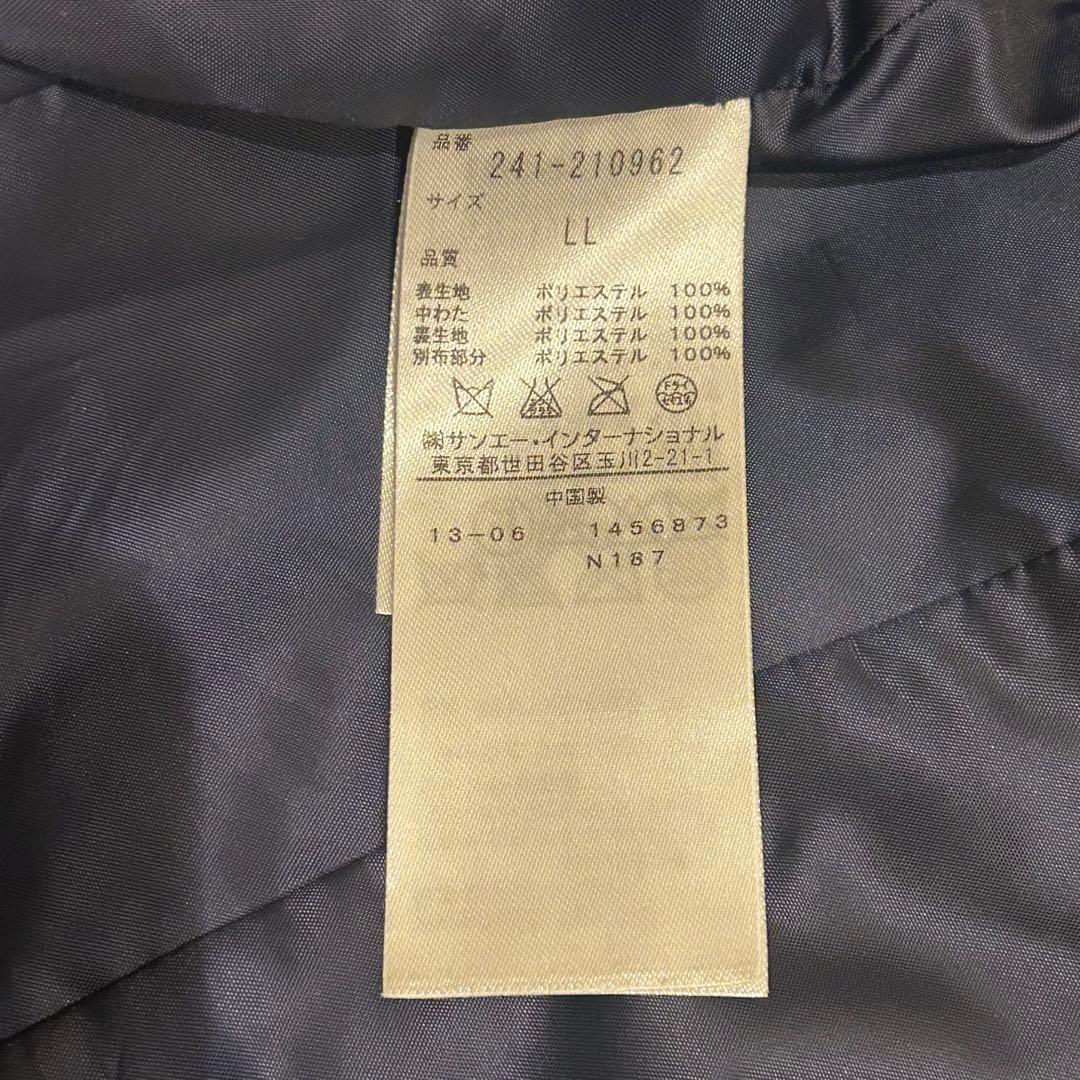 品番
241-210962
サイズ
LL
品質
表生地 ポリエステル 100%
中わた ポリエステル 100%
裏生地 ポリエステル 100%
別布部分 ポリエステル 100%
ドライ
㈱サンエー・インターナショナル
東京都世田谷区玉川2-21-1
中国製
13-06 1456873
N187